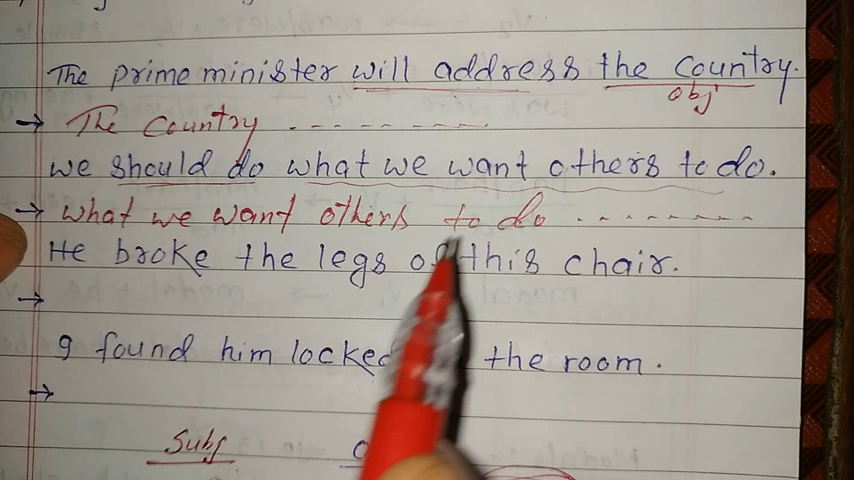 The prime minister will address the Country.
obj
→ The Country - - - - - - - -
we should do what we want others to do.
→ what we want others to do - - - - - - - -
He broke the legs of this chair.
→
I found him locked the room.
→
Subj